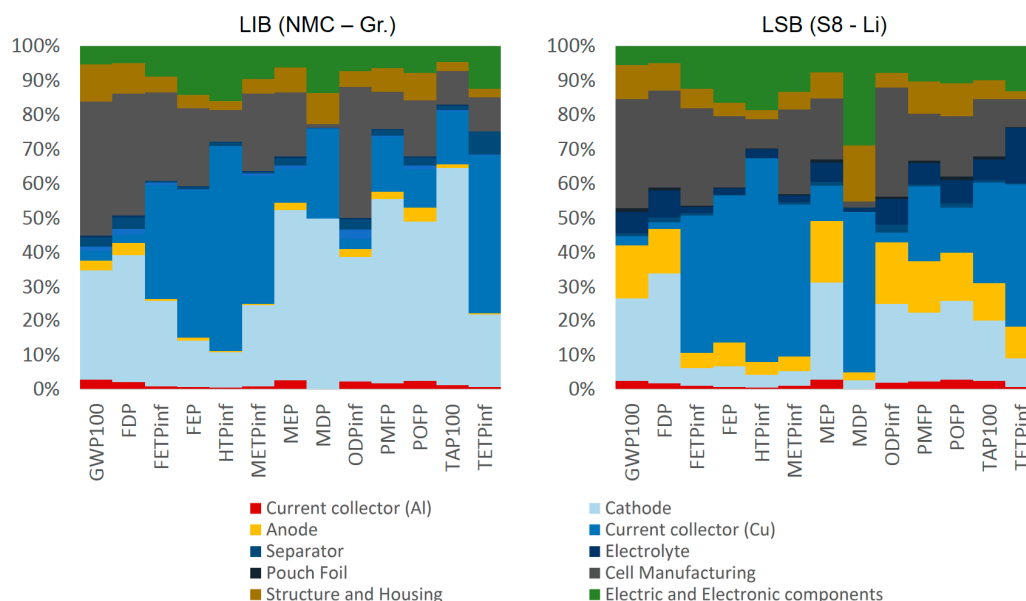 LIB (NMC – Gr.)
100%
90%
80%
70%
60%
50%
40%
30%
20%
10%
0%
GWP100
FDP
FETPinf
FEP
HTPinf
METPinf
MEP
MDP
ODPinf
PMFP
POFP
TAP100
TETPinf
LSB (S8 - Li)
100%
90%
80%
70%
60%
50%
40%
30%
20%
10%
0%
GWP100
FDP
FETPinf
FEP
HTPinf
METPinf
MEP
MDP
ODPinf
PMFP
POFP
TAP100
TETPinf
Current collector (Al)
Cathode
Anode
Current collector (Cu)
Separator
Electrolyte
Pouch Foil
Cell Manufacturing
Structure and Housing
Electric and Electronic components